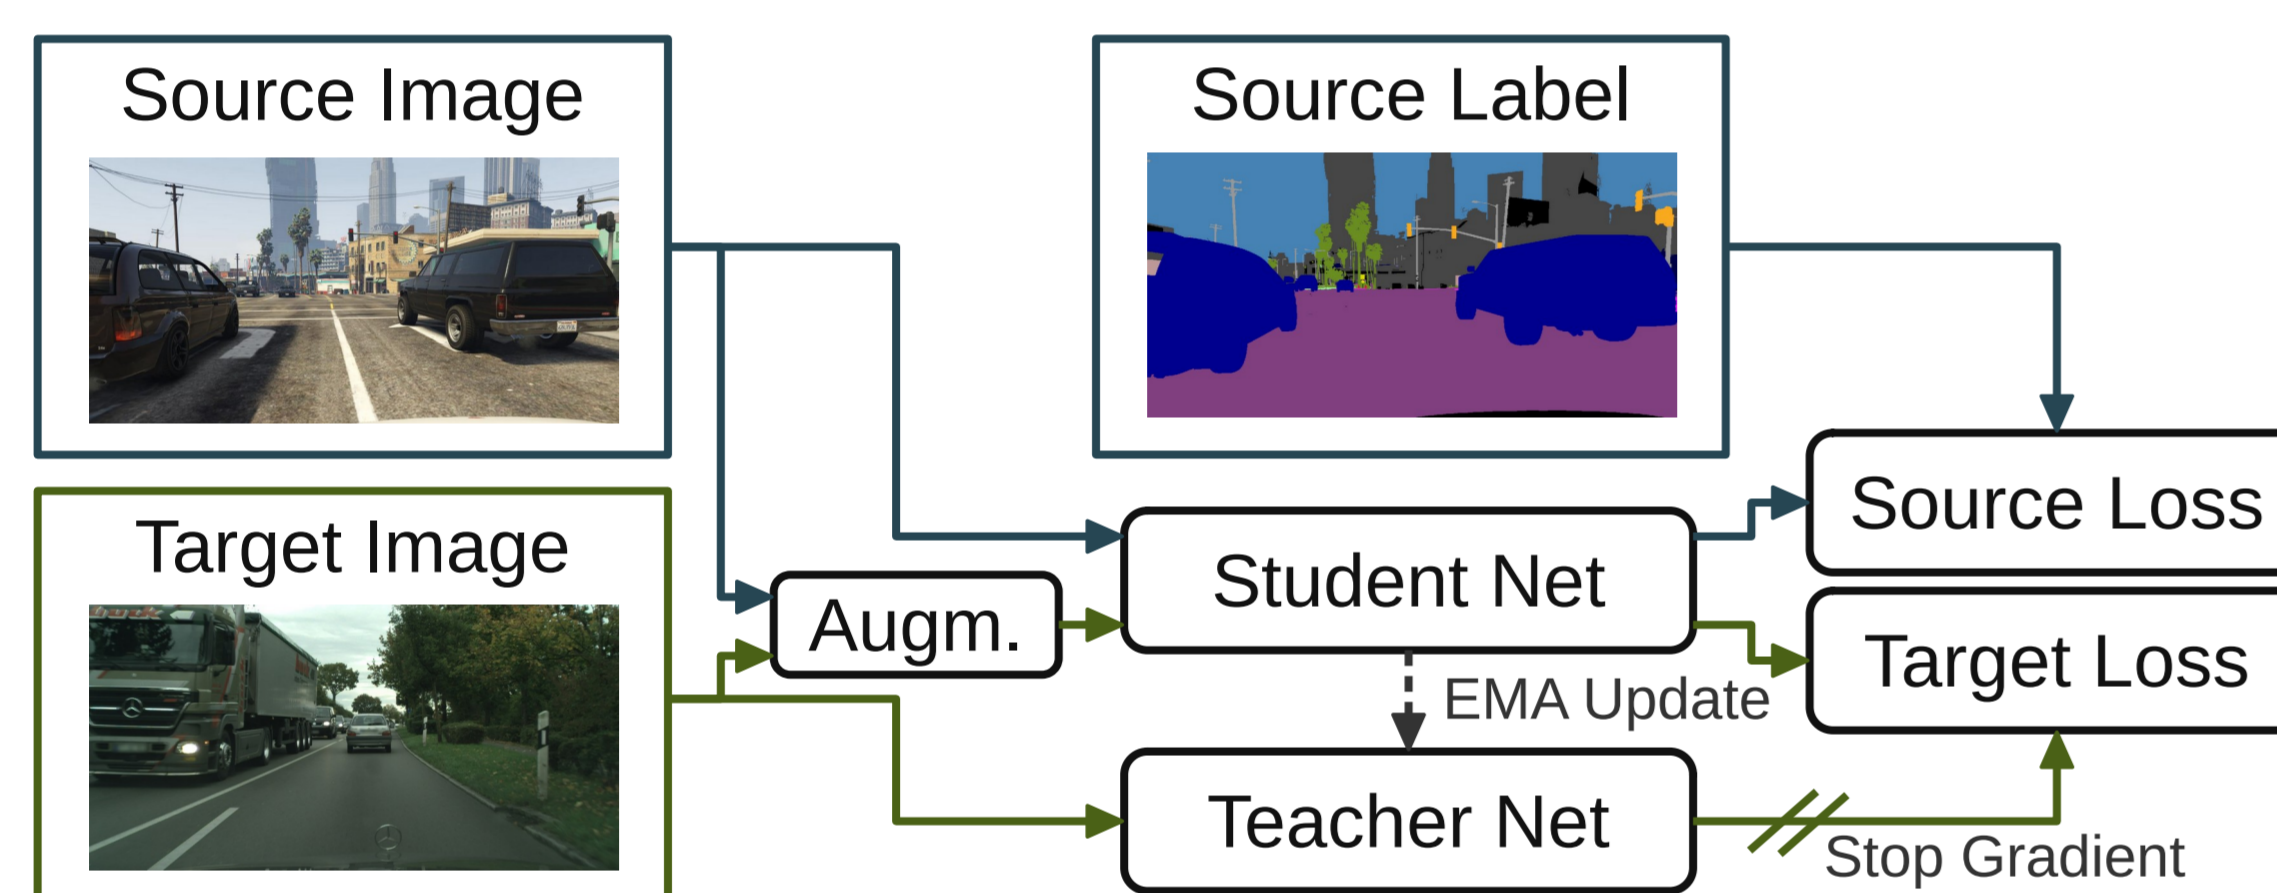 Source Image
Source Label
Target Image
Augm.
Student Net
Source Loss
Target Loss
EMA Update
Teacher Net
Stop Gradient